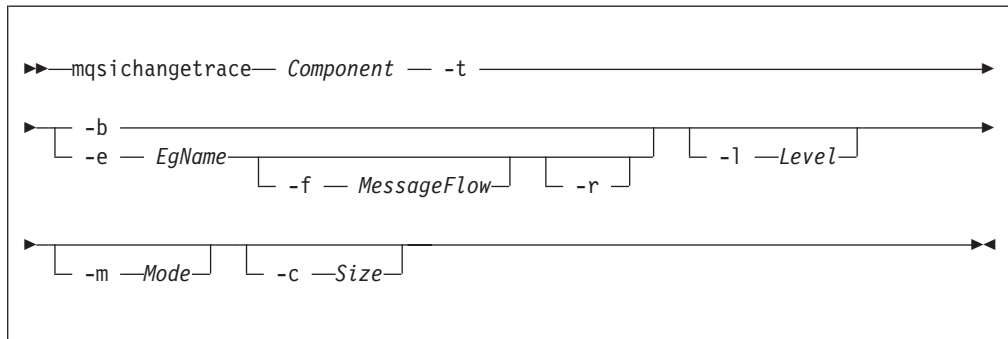 mqsichangetrace Component -t
-b
-e EgName
-f MessageFlow
-r
-l Level
-m Mode
-c Size